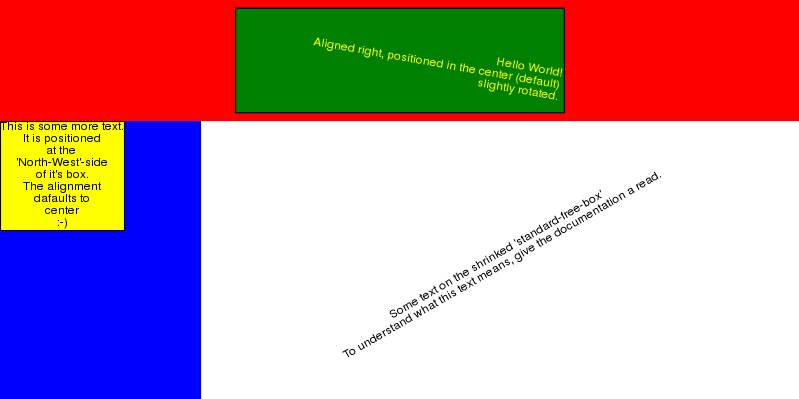 Hello World!
Aligned right, positioned in the center (default)
slightly rotated.
This is some more text.
It is positioned
at the
'North-West'-side
of it's box.
The alignment
dafaults to
center
:-)
Some text on the shrinked 'standard-free-box'
To understand what this text means, give the documentation a read.